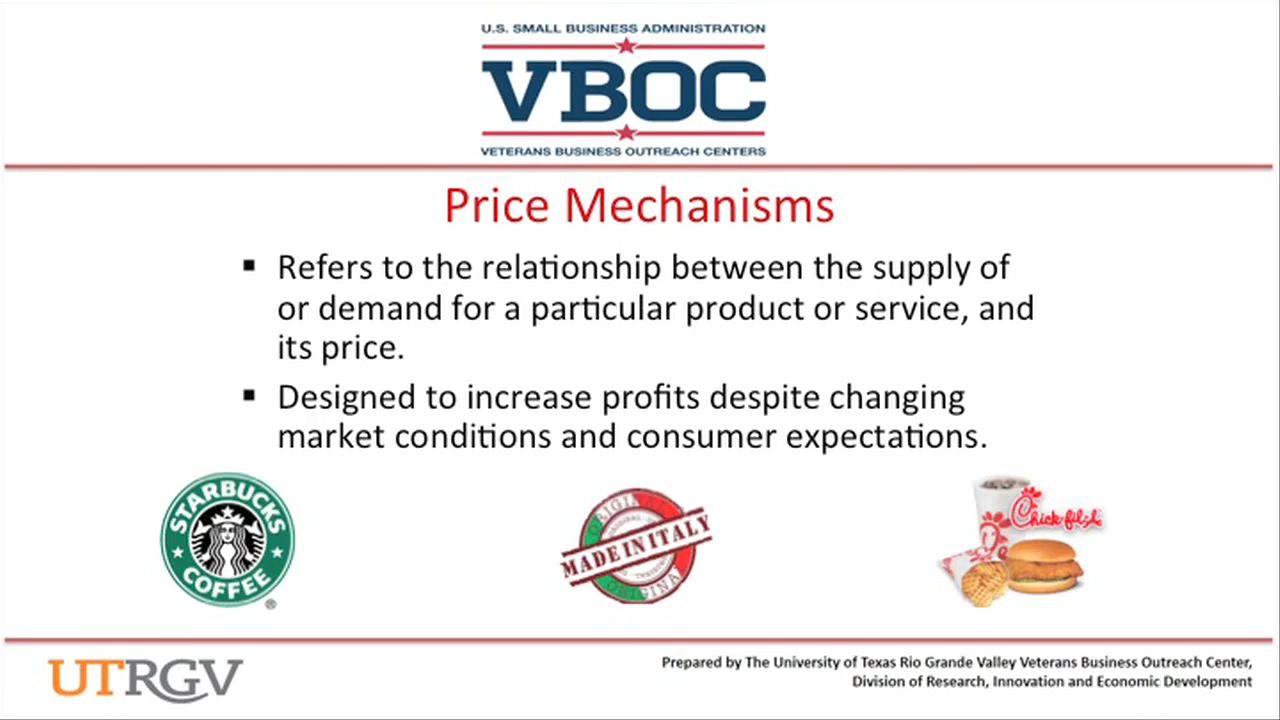 U.S. SMALL BUSINESS ADMINISTRATION
VBOC
VETERANS BUSINESS OUTREACH CENTERS
Price Mechanisms
▪ Refers to the relationship between the supply of
or demand for a particular product or service, and
its price.
▪ Designed to increase profits despite changing
market conditions and consumer expectations.
STARBUCKS
COFFEE
®
MADE IN ITALY
Chick-fil-A
UTRGV
Prepared by The University of Texas Rio Grande Valley Veterans Business Outreach Center,
Division of Research, Innovation and Economic Development